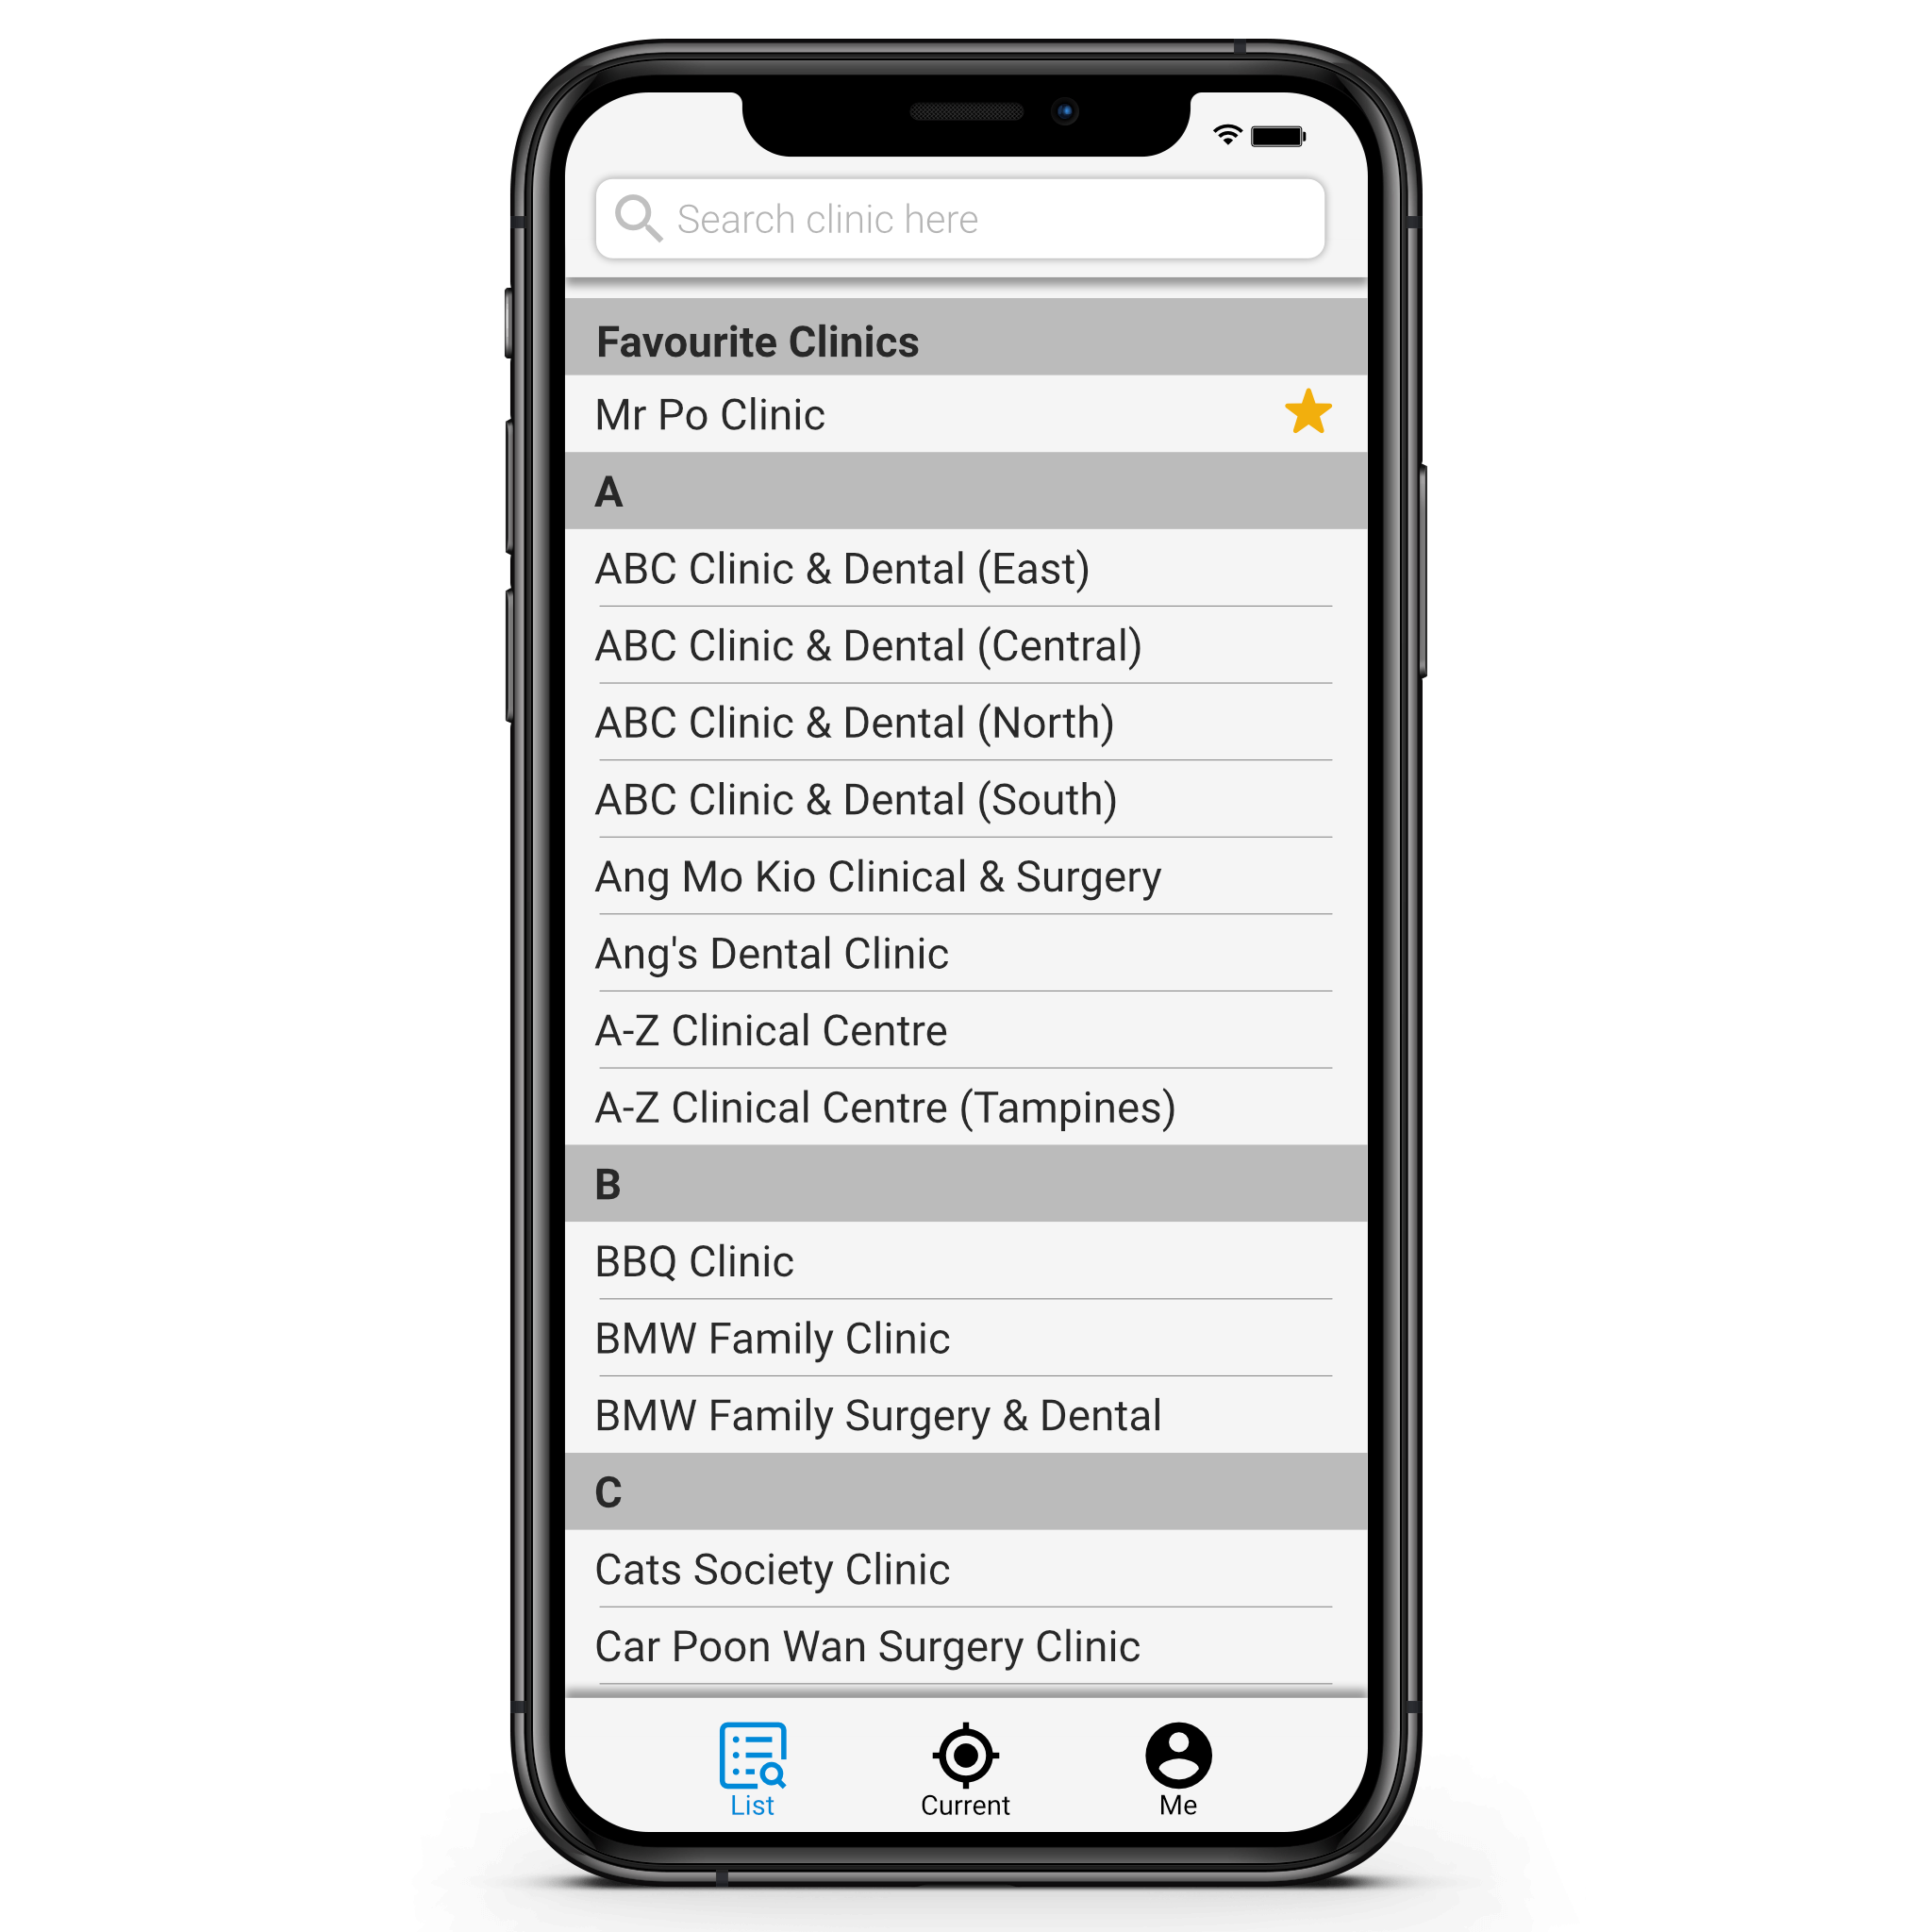 Search clinic here
Favourite Clinics
Mr Po Clinic
A
ABC Clinic & Dental (East)
ABC Clinic & Dental (Central)
ABC Clinic & Dental (North)
ABC Clinic & Dental (South)
Ang Mo Kio Clinical & Surgery
Ang's Dental Clinic
A-Z Clinical Centre
A-Z Clinical Centre (Tampines)
B
BBQ Clinic
BMW Family Clinic
BMW Family Surgery & Dental
C
Cats Society Clinic
Car Poon Wan Surgery Clinic
List Current Me